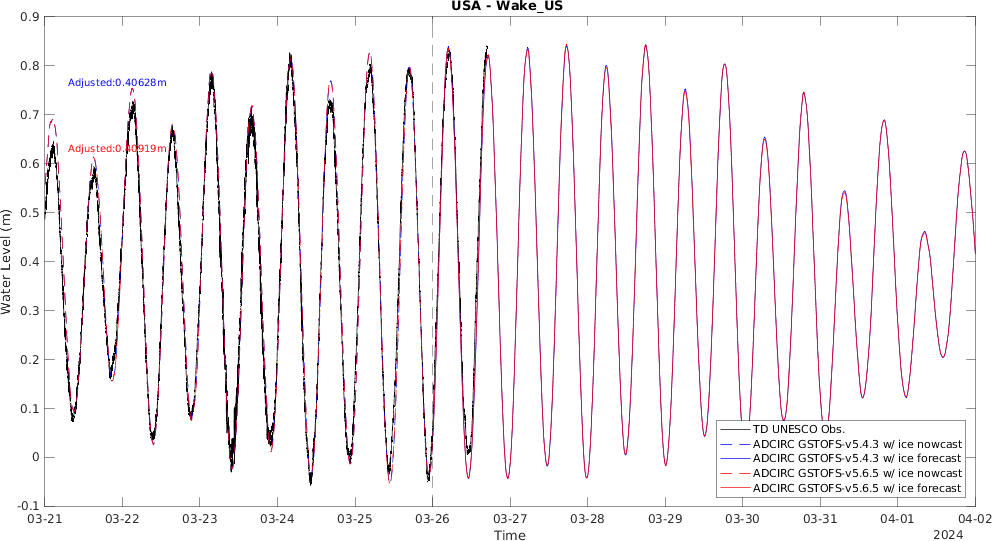 USA - Wake_US
0.9
0.8
0.7
0.6
0.5
0.4
0.3
0.2
0.1
0
-0.1
Water Level (m)
Adjusted:0.40628m
Adjusted:0.40919m
TD UNESCO Obs.
ADCIRC GSTOFS-v5.4.3 w/ ice nowcast
ADCIRC GSTOFS-v5.4.3 w/ ice forecast
ADCIRC GSTOFS-v5.6.5 w/ ice nowcast
ADCIRC GSTOFS-v5.6.5 w/ ice forecast
03-21 03-22 03-23 03-24 03-25 03-26 03-27 03-28 03-29 03-30 03-31 04-01 04-02
Time
2024